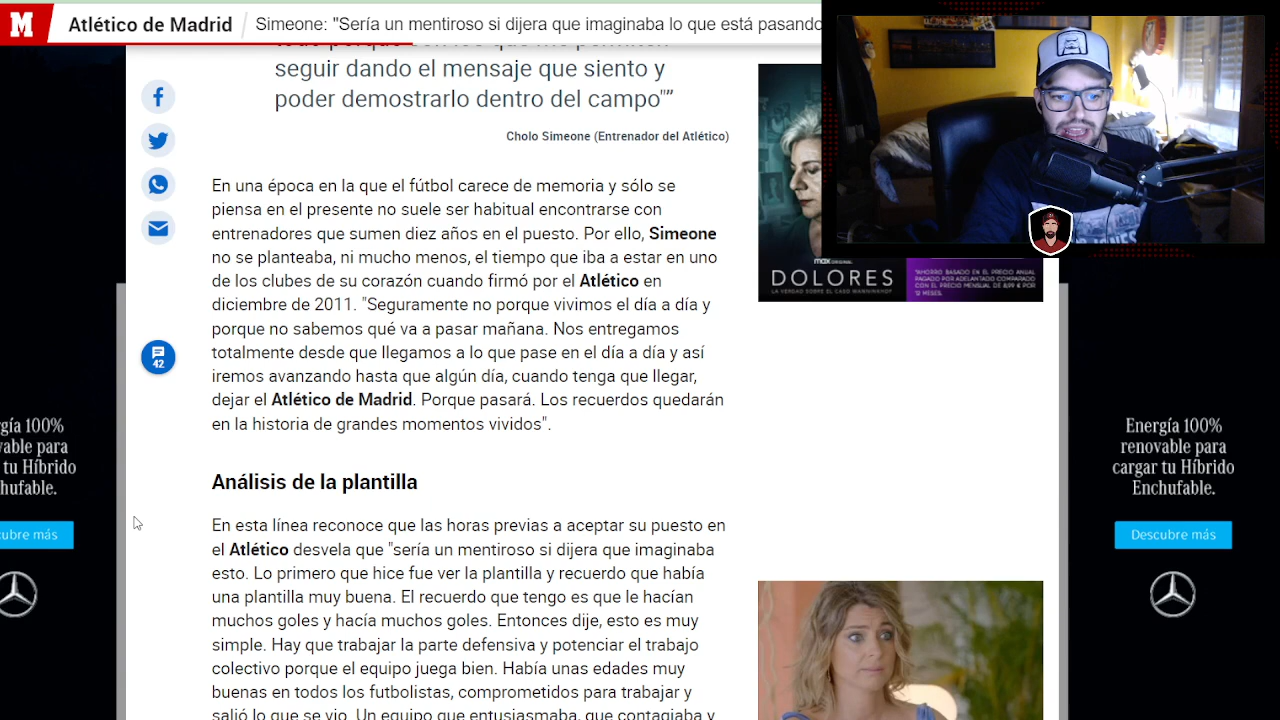 M Atlético de Madrid Simeone: "Sería un mentiroso si dijera que imaginaba lo que está pasando
seguir dando el mensaje que siento y
poder demostrarlo dentro del campo"”
Cholo Simeone (Entrenador del Atlético)
En una época en la que el fútbol carece de memoria y sólo se
piensa en el presente no suele ser habitual encontrarse con
entrenadores que sumen diez años en el puesto. Por ello, Simeone
no se planteaba, ni mucho menos, el tiempo que iba a estar en uno
de los clubes de su corazón cuando firmó por el Atlético en
diciembre de 2011. "Seguramente no porque vivimos el día a día y
porque no sabemos qué va a pasar mañana. Nos entregamos
totalmente desde que llegamos a lo que pase en el día a día y así
iremos avanzando hasta que algún día, cuando tenga que llegar,
dejar el Atlético de Madrid. Porque pasará. Los recuerdos quedarán
en la historia de grandes momentos vividos".
42
Análisis de la plantilla
En esta línea reconoce que las horas previas a aceptar su puesto en
el Atlético desvela que "sería un mentiroso si dijera que imaginaba
esto. Lo primero que hice fue ver la plantilla y recuerdo que había
una plantilla muy buena. El recuerdo que tengo es que le hacían
muchos goles y hacía muchos goles. Entonces dije, esto es muy
simple. Hay que trabajar la parte defensiva y potenciar el trabajo
colectivo porque el equipo juega bien. Había unas edades muy
buenas en todos los futbolistas, comprometidos para trabajar y
salió lo que se vio. Un equipo que entusiasmaba, que contagiaba y
max ORIGINAL
DOLORES
LA VERDAD SOBRE EL CASO WANNINKHOF
*AHORRO BASADO EN EL PRECIO ANUAL
PAGADO POR ADELANTADO COMPARADO
CON EL PRECIO MENSUAL DE 8,99 € POR
12 MESES.
gía 100%
vable para
tu Híbrido
hufable.
cubre más
Energía 100%
renovable para
cargar tu Híbrido
Enchufable.
Descubre más